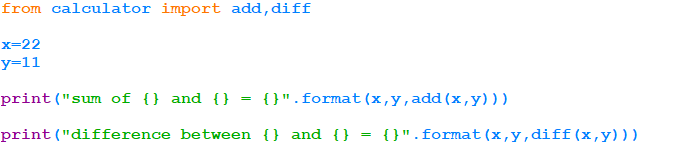 from calculator import add,diff
x=22
y=11
print("sum of {} and {} = {}".format(x,y,add(x,y)))
print("difference between {} and {} = {}".format(x,y,diff(x,y)))